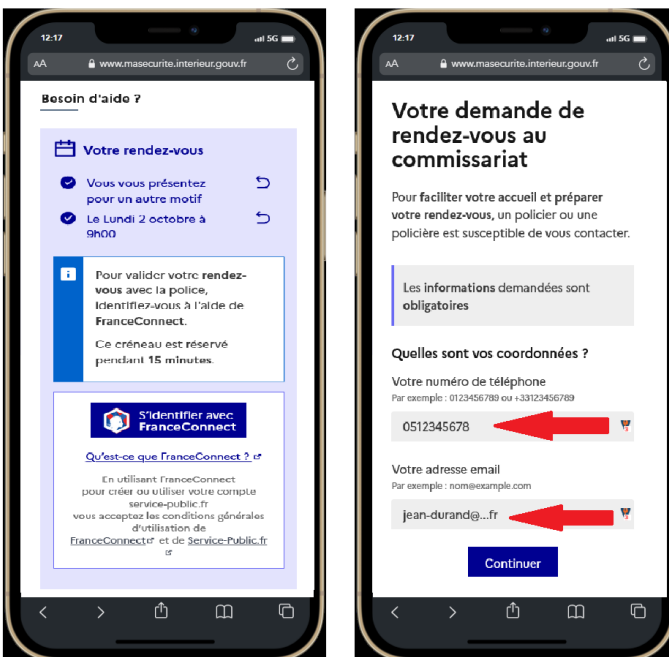 12:17
5G
AA
www.masecurite.interieur.gouv.fr
Besoin d'aide ?
Votre rendez-vous
Vous vous présentez
pour un autre motif
Le Lundi 2 octobre à
9h00
Pour valider votre rendez-
vous avec la police,
identifiez-vous à l'aide de
FranceConnect.
Ce créneau est réservé
pendant 15 minutes.
S'identifier avec
FranceConnect
Qu'est-ce que FranceConnect ?
En utilisant FranceConnect
pour créer ou utiliser votre compte
service-public.fr
vous acceptez les conditions générales
d'utilisation de
FranceConnect et de Service-Public.fr
12:17
5G
AA
www.masecurite.interieur.gouv.fr
Votre demande de
rendez-vous au
commissariat
Pour faciliter votre accueil et préparer
votre rendez-vous, un policier ou une
policière est susceptible de vous contacter.
Les informations demandées sont
obligatoires
Quelles sont vos coordonnées ?
Votre numéro de téléphone
Par exemple : 0123456789 ou +33123456789
0512345678
Votre adresse email
Par exemple : nom@example.com
jean-durand@...fr
Continuer